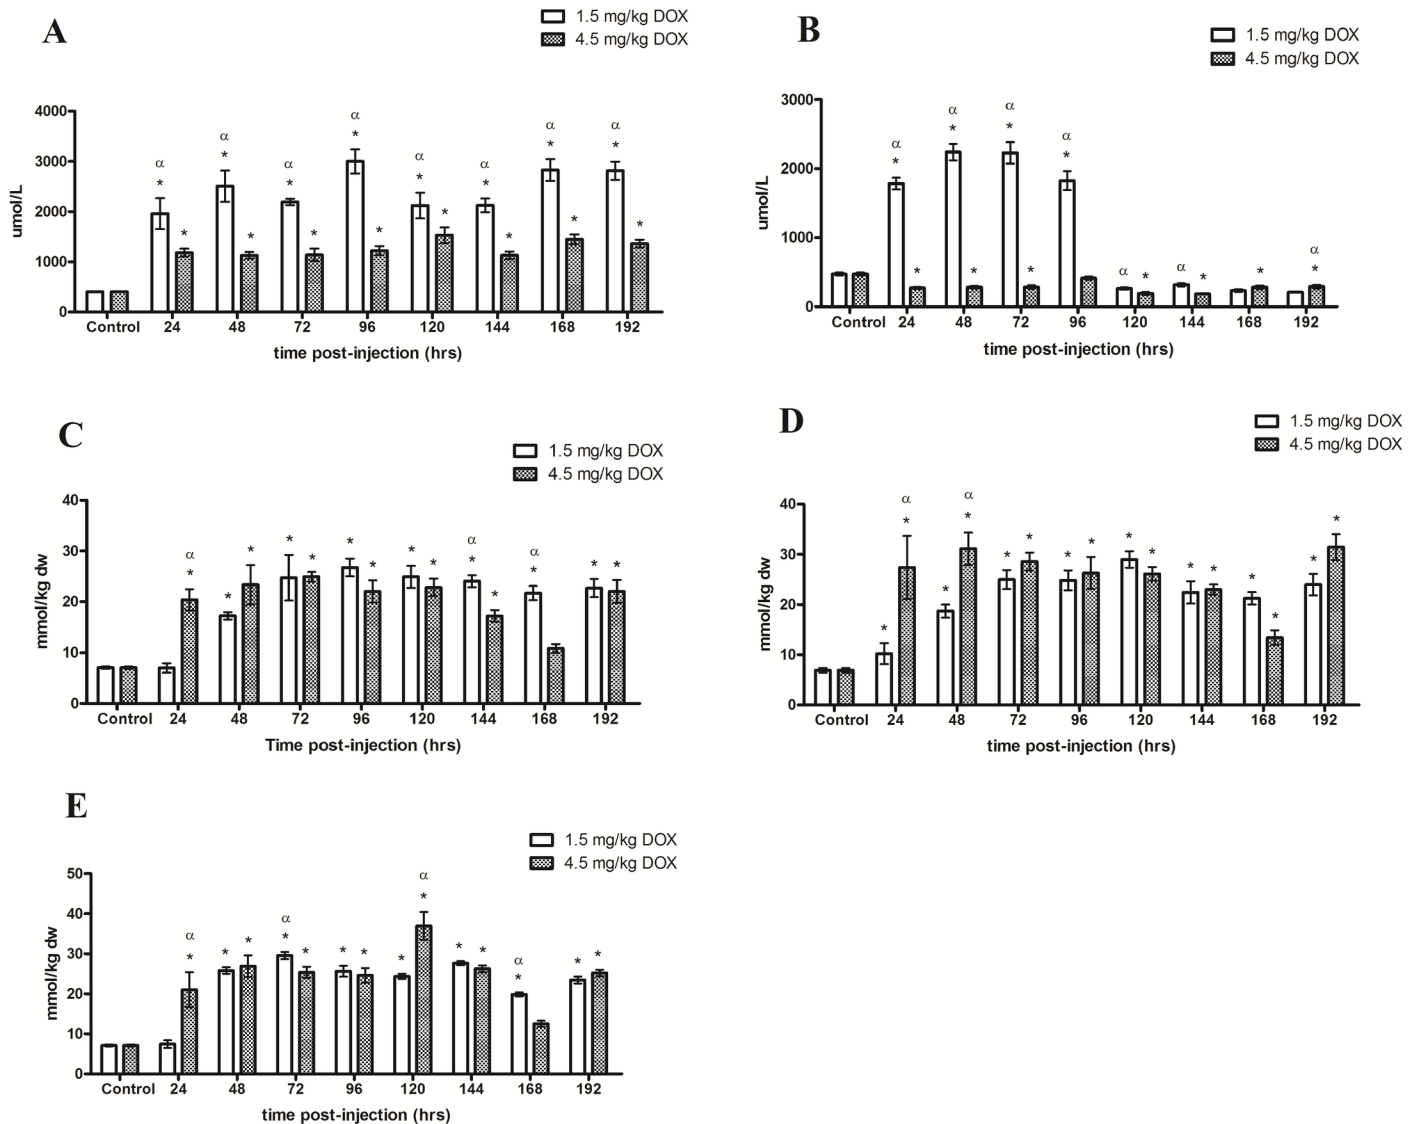 A
1.5 mg/kg DOX
4.5 mg/kg DOX
α α α α α α α α
* * * * * * * *
* * * * * * * *
4000
3000
2000
1000
0
umol/L
Control 24 48 72 96 120 144 168 192
time post-injection (hrs)
B
1.5 mg/kg DOX
4.5 mg/kg DOX
α α α α α α α
* * * *
* * * * * * *
3000
2000
1000
0
umol/L
Control 24 48 72 96 120 144 168 192
time post-injection (hrs)
C
1.5 mg/kg DOX
4.5 mg/kg DOX
α α α
* * * * * * * * * * * * * *
40
30
20
10
0
mmol/kg dw
Control 24 48 72 96 120 144 168 192
Time post-injection (hrs)
D
1.5 mg/kg DOX
4.5 mg/kg DOX
α α
* * * * * * * * * * * * * * * *
40
30
20
10
0
mmol/kg dw
Control 24 48 72 96 120 144 168 192
time post-injection (hrs)
E
1.5 mg/kg DOX
4.5 mg/kg DOX
α α α α
* * * * * * * * * * * * * *
50
40
30
20
10
0
mmol/kg dw
Control 24 48 72 96 120 144 168 192
time post-injection (hrs)